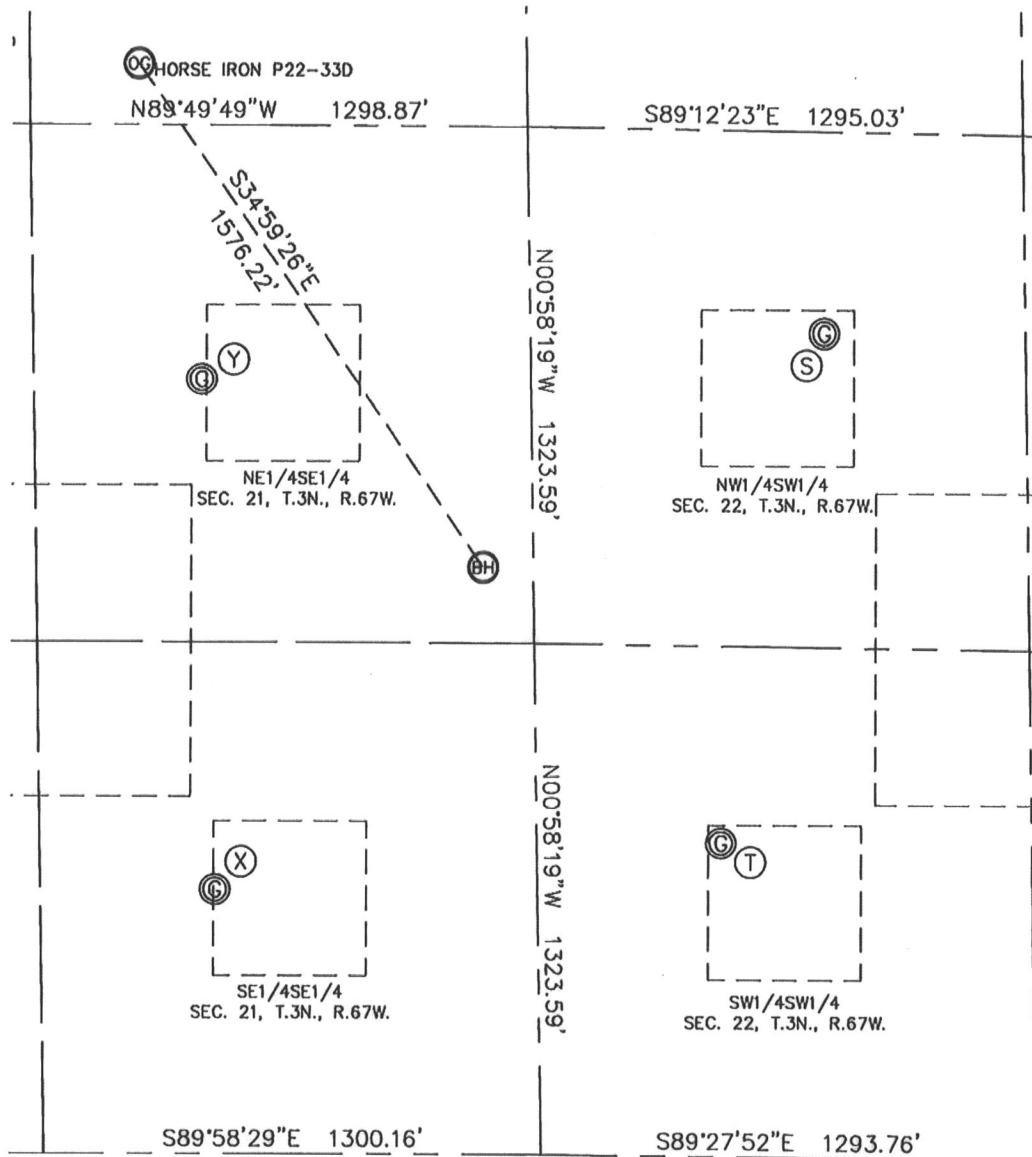 OG HORSE IRON P22-33D
N89°49'49"W 1298.87'
S89°12'23"E 1295.03'
S34°59'26"E
1576.22'
N00°58'19"W 1323.59'
G Y
G
S
NE1/4SE1/4
SEC. 21, T.3N., R.67W.
NW1/4SW1/4
SEC. 22, T.3N., R.67W.
BH
N00°58'19"W 1323.59'
X
G
G
T
SE1/4SE1/4
SEC. 21, T.3N., R.67W.
SW1/4SW1/4
SEC. 22, T.3N., R.67W.
S89°58'29"E 1300.16'
S89°27'52"E 1293.76'